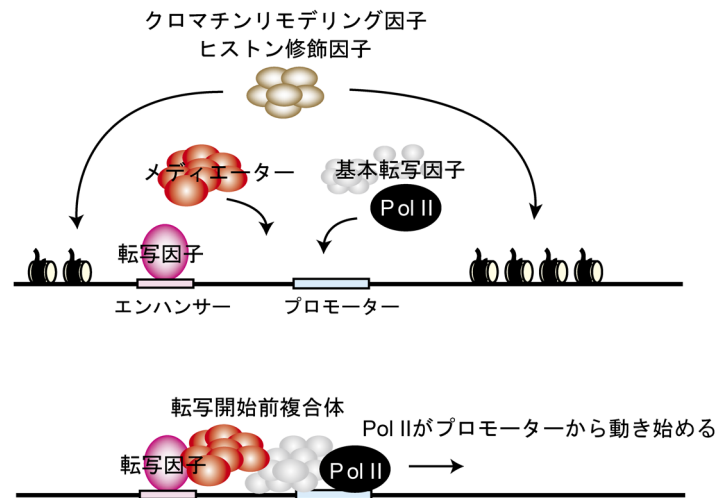 クロマチンリモデリング因子
ヒストン修飾因子
メディエーター
基本転写因子
Pol II
転写因子
エンハンサー
プロモーター
転写開始前複合体
Pol IIがプロモーターから動き始める
転写因子
Pol II